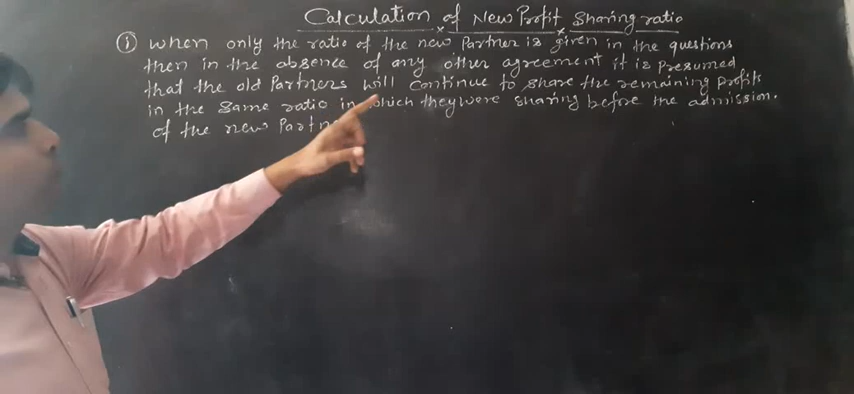 Calculation of New Profit Sharing ratio
① when only the ratio of the new Partner is given in the questions
then in the absence of any other agreement it is presumed
that the old Partners will continue to share the remaining profits
in the same ratio in which they were sharing before the admission.
of the new Partne